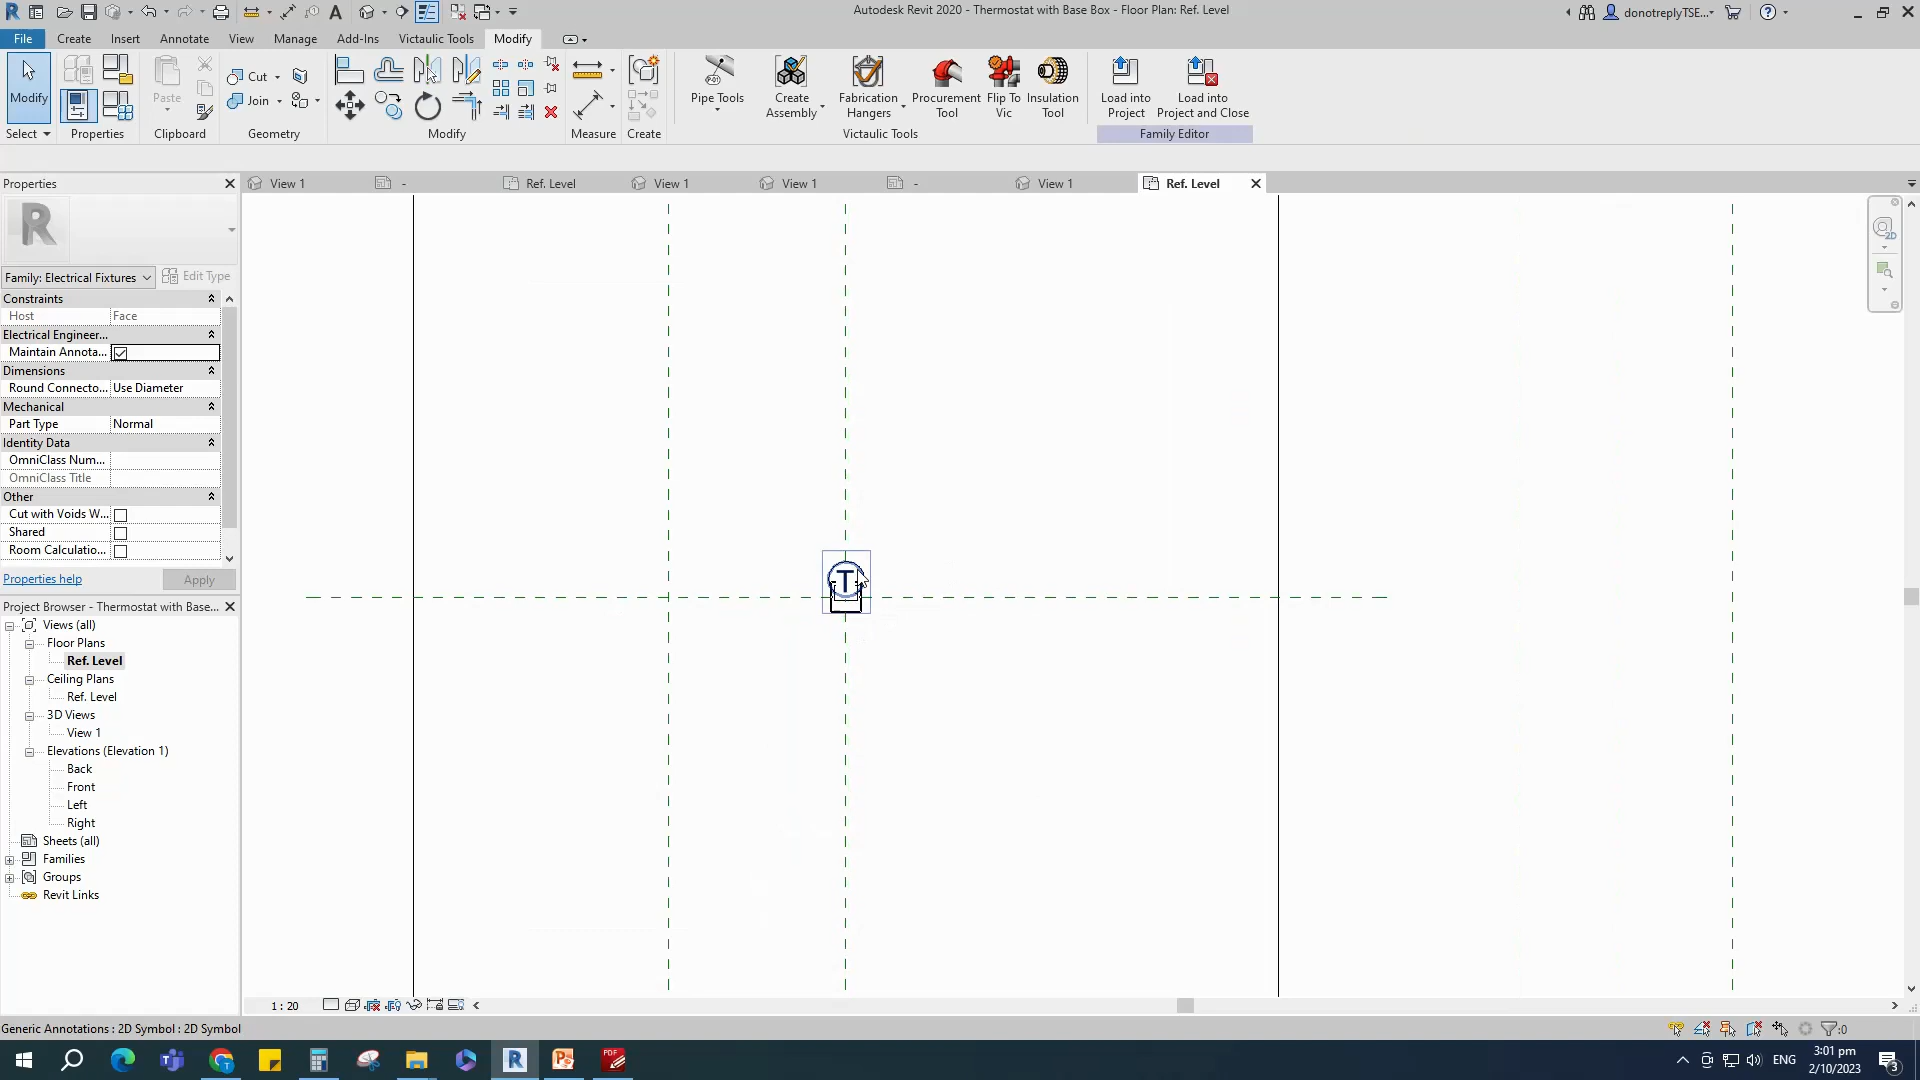 Autodesk Revit 2020 - Thermostat with Base Box - Floor Plan: Ref. Level
donotreplyTSE...
File Create Insert Annotate View Manage Add-Ins Victaulic Tools Modify
Modify
Paste
Cut
Join
Pipe Tools
Create Assembly
Fabrication Hangers
Procurement Tool
Flip To Vic
Insulation Tool
Load into Project
Load into Project and Close
Select Properties Clipboard Geometry Modify Measure Create Victaulic Tools Family Editor
Properties
View 1 - Ref. Level View 1 View 1 - View 1 Ref. Level
Family: Electrical Fixtures Edit Type
Constraints
Host Face
Electrical Engineer...
Maintain Annota...
Dimensions
Round Connecto... Use Diameter
Mechanical
Part Type Normal
Identity Data
OmniClass Num...
OmniClass Title
Other
Cut with Voids W...
Shared
Room Calculatio...
Properties help Apply
Project Browser - Thermostat with Base...
Views (all)
Floor Plans
Ref. Level
Ceiling Plans
Ref. Level
3D Views
View 1
Elevations (Elevation 1)
Back
Front
Left
Right
Sheets (all)
Families
Groups
Revit Links
T
2D
1 : 20
Generic Annotations : 2D Symbol : 2D Symbol
:0
ENG
3:01 pm
2/10/2023
3